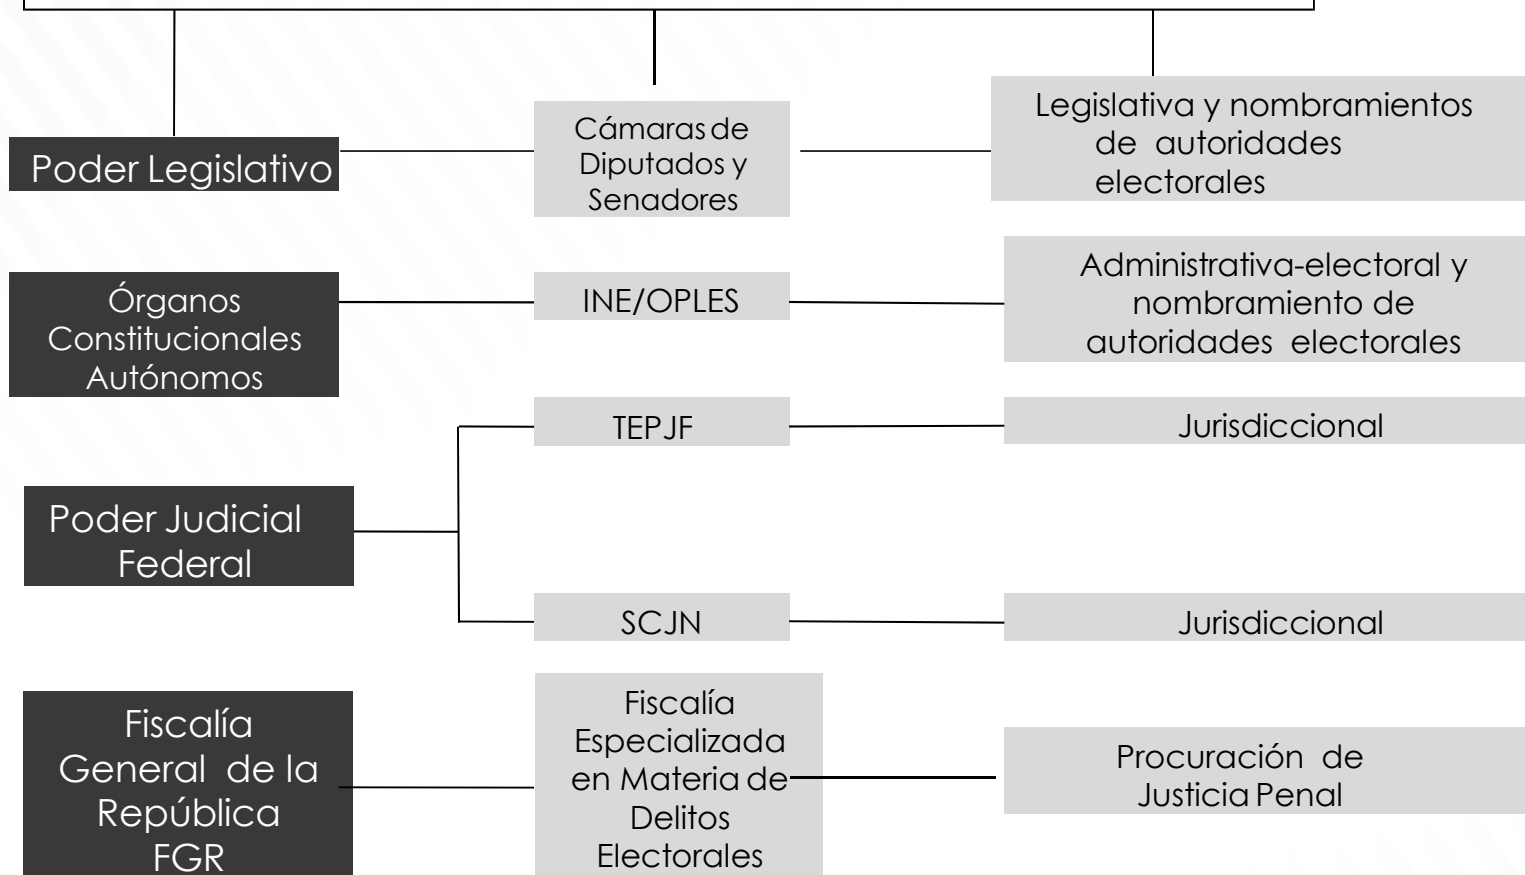 Poder Legislativo
Cámaras de
Diputados y
Senadores
Legislativa y nombramientos
de autoridades
electorales
Órganos
Constitucionales
Autónomos
INE/OPLES
Administrativa-electoral y
nombramiento de
autoridades electorales
Poder Judicial
Federal
TEPJF
Jurisdiccional
SCJN
Jurisdiccional
Fiscalía
General de la
República
FGR
Fiscalía
Especializada
en Materia de
Delitos
Electorales
Procuración de
Justicia Penal